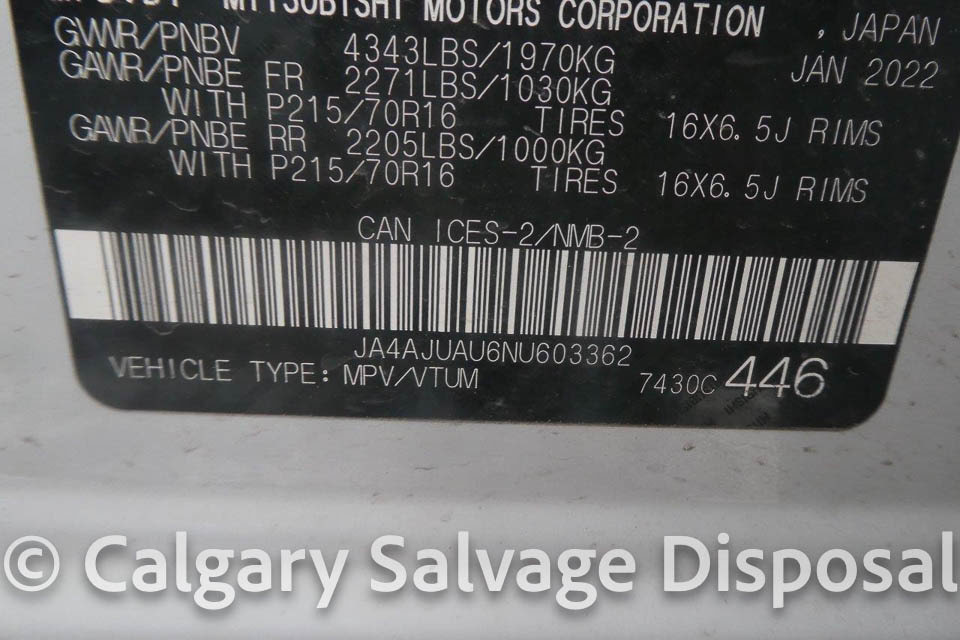 MITSUBISHI MOTORS CORPORATION , JAPAN
GVWR/PNBV 4343LBS/1970KG JAN 2022
GAWR/PNBE FR 2271LBS/1030KG
WITH P215/70R16 TIRES 16X6.5J RIMS
GAWR/PNBE RR 2205LBS/1000KG
WITH P215/70R16 TIRES 16X6.5J RIMS
CAN ICES-2/NMB-2
JA4AJUAU6NU603362
VEHICLE TYPE: MPV/VTUM 7430C 446
© Calgary Salvage Disposal